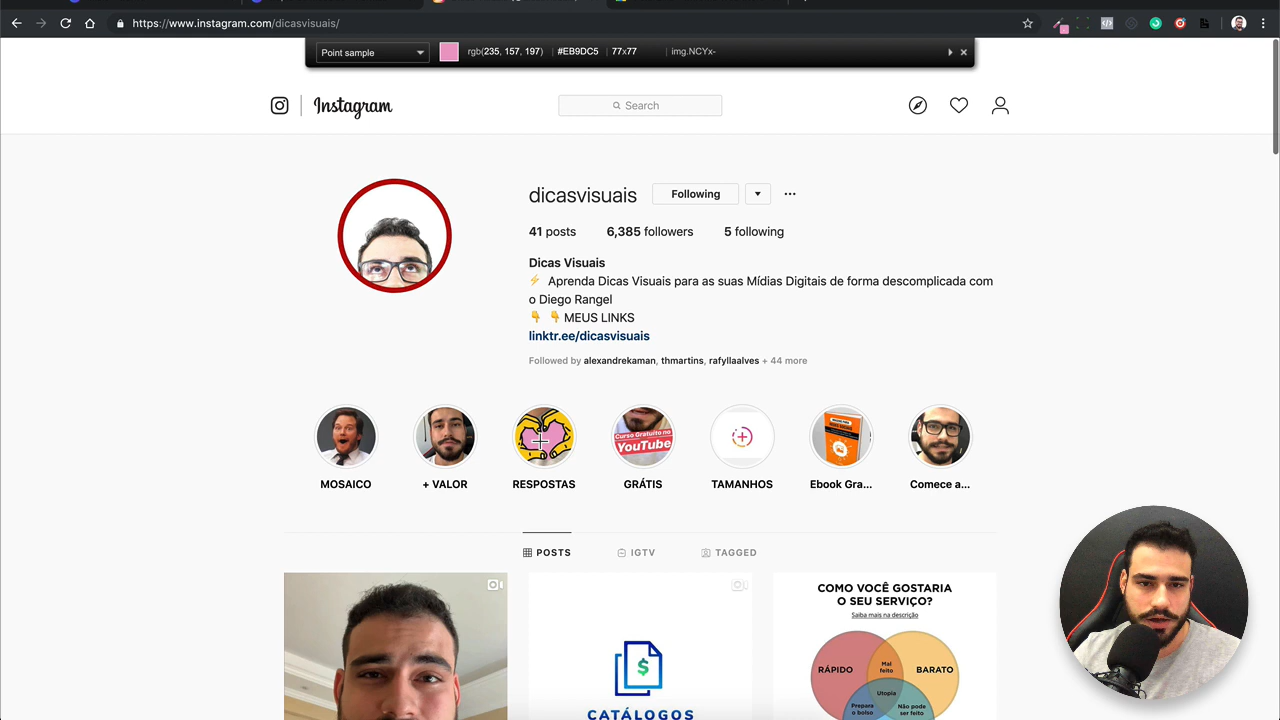 https://www.instagram.com/dicasvisuais/
Point sample
rgb(235, 157, 197) | #EB9DC5 | 77x77 | img.NCYx-
Instagram
Search
dicasvisuais
Following
41 posts 6,385 followers 5 following
Dicas Visuais
⚡ Aprenda Dicas Visuais para as suas Mídias Digitais de forma descomplicada com
o Diego Rangel
👇 👇 MEUS LINKS
linktr.ee/dicasvisuais
Followed by alexandrekaman, thmartins, rafyllaalves + 44 more
Curso Gratuito no
YouTube
MOSAICO + VALOR RESPOSTAS GRÁTIS TAMANHOS Ebook Gra... Comece a...
POSTS IGTV TAGGED
CATÁLOGOS
COMO VOCÊ GOSTARIA
O SEU SERVIÇO?
Saiba mais na descrição
RÁPIDO
Mal
feito
BARATO
Utopia
Prepara
o bolso
Não pode
ser feito